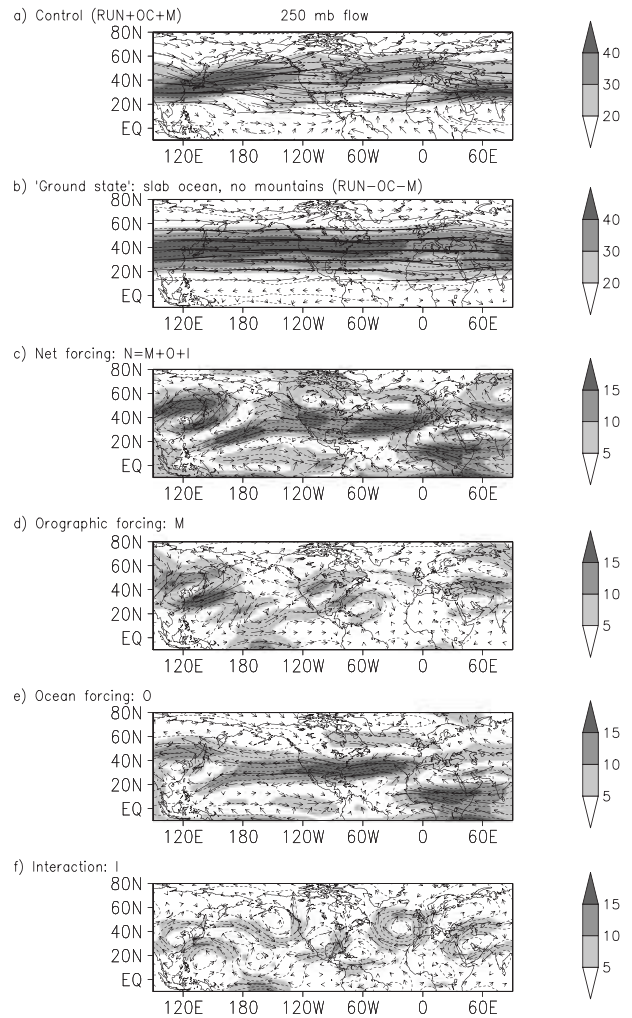 a) Control (RUN+OC+M) 250 mb flow
80N
60N
40N
20N
EQ
120E 180 120W 60W 0 60E
40
30
20
b) 'Ground state': slab ocean, no mountains (RUN−OC−M)
80N
60N
40N
20N
EQ
120E 180 120W 60W 0 60E
40
30
20
c) Net forcing: N=M+O+I
80N
60N
40N
20N
EQ
120E 180 120W 60W 0 60E
15
10
5
d) Orographic forcing: M
80N
60N
40N
20N
EQ
120E 180 120W 60W 0 60E
15
10
5
e) Ocean forcing: O
80N
60N
40N
20N
EQ
120E 180 120W 60W 0 60E
15
10
5
f) Interaction: I
80N
60N
40N
20N
EQ
120E 180 120W 60W 0 60E
15
10
5